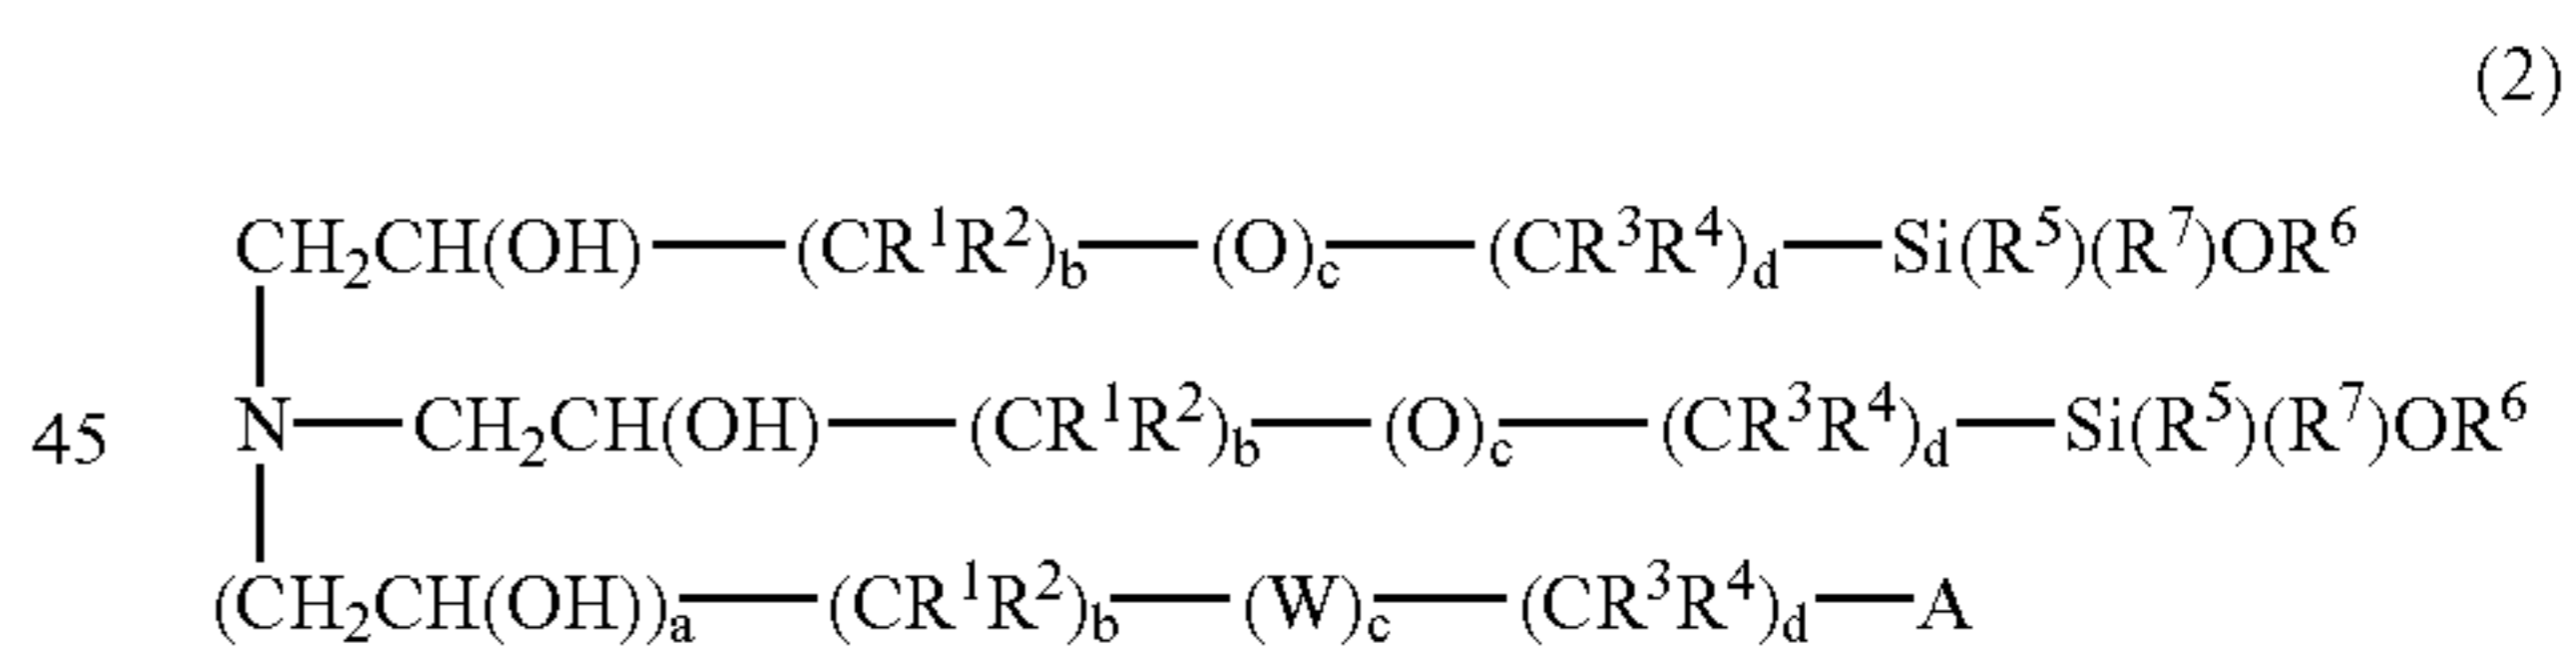 (2)
CH₂CH(OH)—(CR¹R²)b—(O)c—(CR³R⁴)d—Si(R⁵)(R⁷)OR⁶
45 N—CH₂CH(OH)—(CR¹R²)b—(O)c—(CR³R⁴)d—Si(R⁵)(R⁷)OR⁶
(CH₂CH(OH))a—(CR¹R²)b—(W)c—(CR³R⁴)d—A